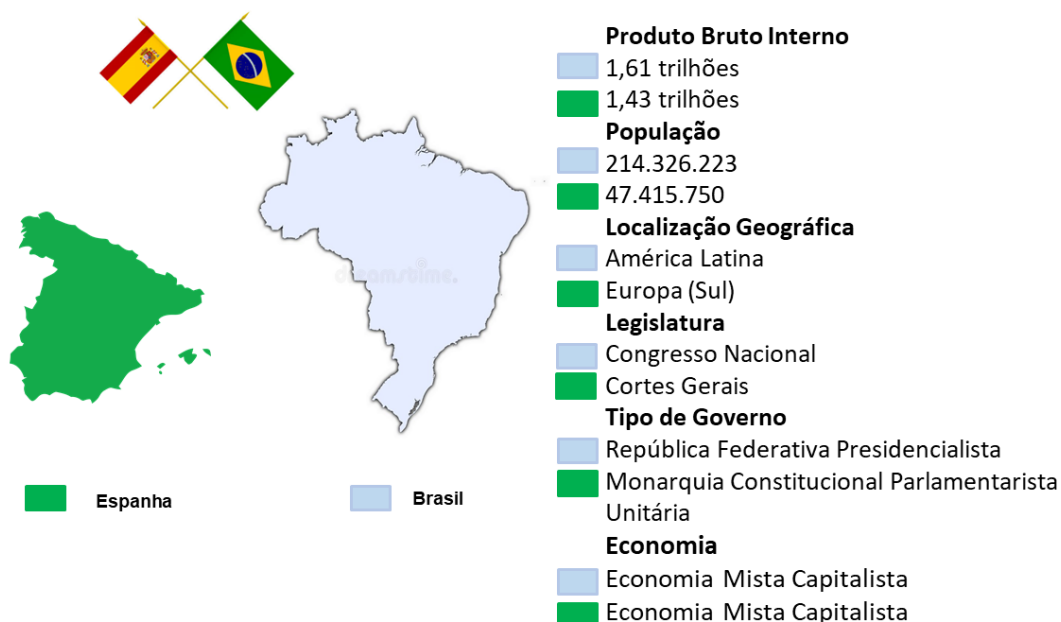 Produto Bruto Interno
1,61 trilhões
1,43 trilhões
População
214.326.223
47.415.750
Localização Geográfica
América Latina
Europa (Sul)
Legislatura
Congresso Nacional
Cortes Gerais
Tipo de Governo
República Federativa Presidencialista
Monarquia Constitucional Parlamentarista
Unitária
Economia
Economia Mista Capitalista
Economia Mista Capitalista
dreamstime.
Espanha
Brasil